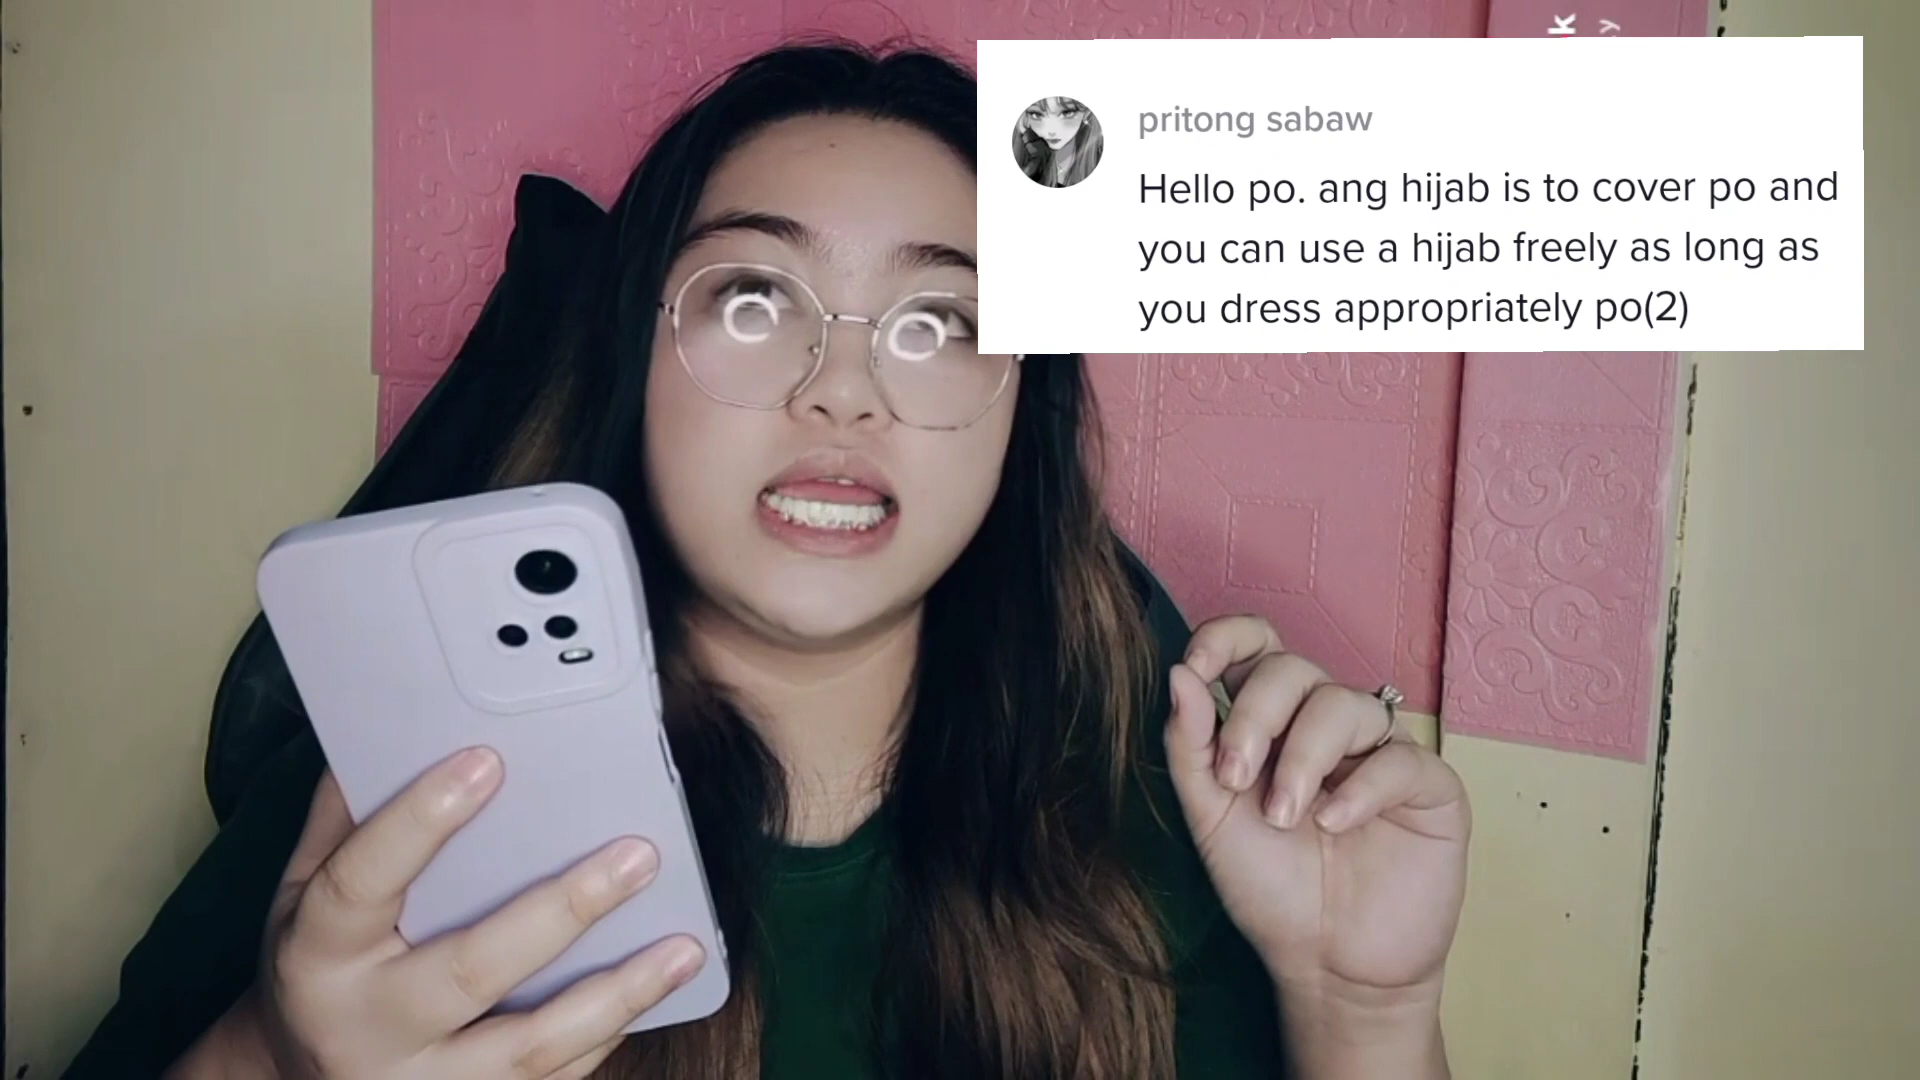 pritong sabaw
Hello po. ang hijab is to cover po and
you can use a hijab freely as long as
you dress appropriately po(2)